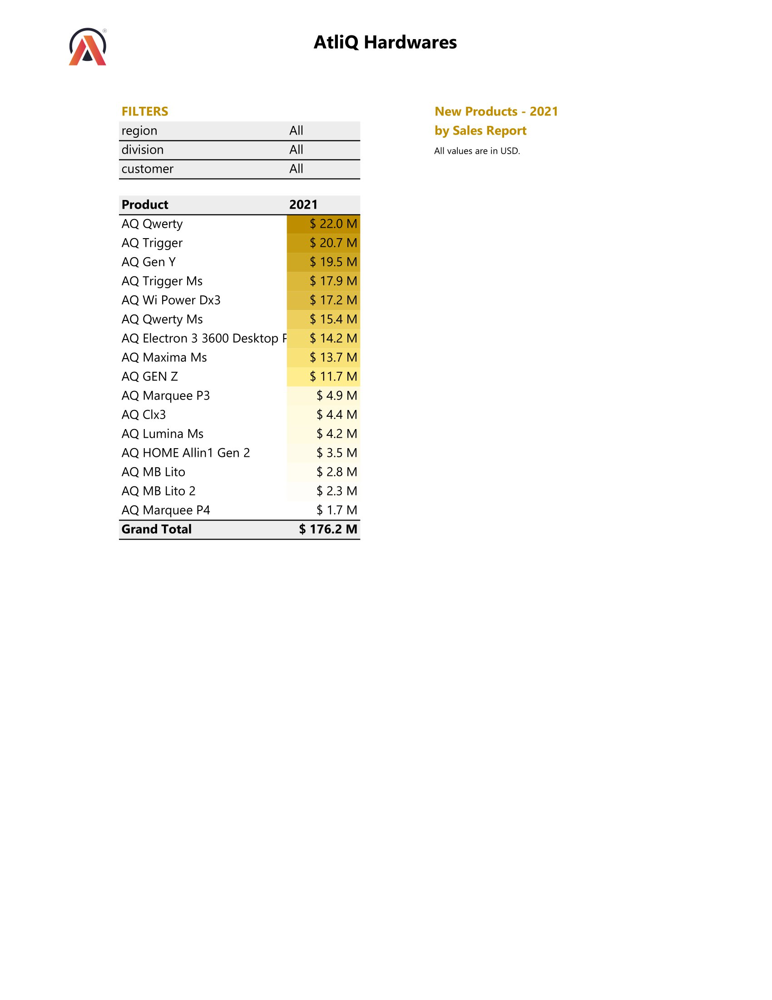 AtliQ Hardwares
FILTERS
New Products - 2021
region All
by Sales Report
division All
All values are in USD.
customer All
Product 2021
AQ Qwerty $ 22.0 M
AQ Trigger $ 20.7 M
AQ Gen Y $ 19.5 M
AQ Trigger Ms $ 17.9 M
AQ Wi Power Dx3 $ 17.2 M
AQ Qwerty Ms $ 15.4 M
AQ Electron 3 3600 Desktop $ 14.2 M
AQ Maxima Ms $ 13.7 M
AQ GEN Z $ 11.7 M
AQ Marquee P3 $ 4.9 M
AQ Clx3 $ 4.4 M
AQ Lumina Ms $ 4.2 M
AQ HOME Allin1 Gen 2 $ 3.5 M
AQ MB Lito $ 2.8 M
AQ MB Lito 2 $ 2.3 M
AQ Marquee P4 $ 1.7 M
Grand Total $ 176.2 M